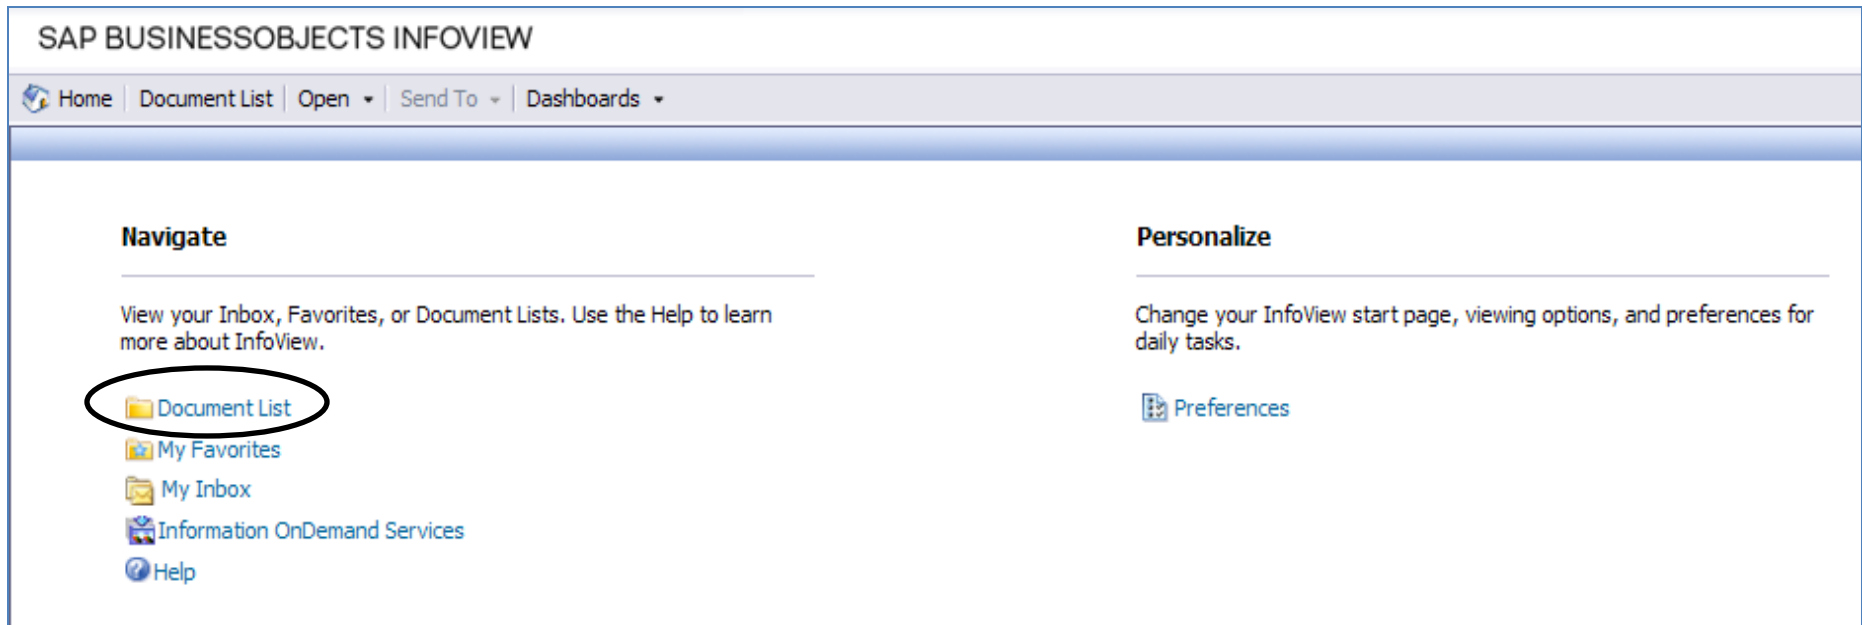 SAP BUSINESSOBJECTS INFOVIEW
Home Document List Open Send To Dashboards
Navigate
View your Inbox, Favorites, or Document Lists. Use the Help to learn
more about InfoView.
Document List
My Favorites
My Inbox
Information OnDemand Services
Help
Personalize
Change your InfoView start page, viewing options, and preferences for
daily tasks.
Preferences